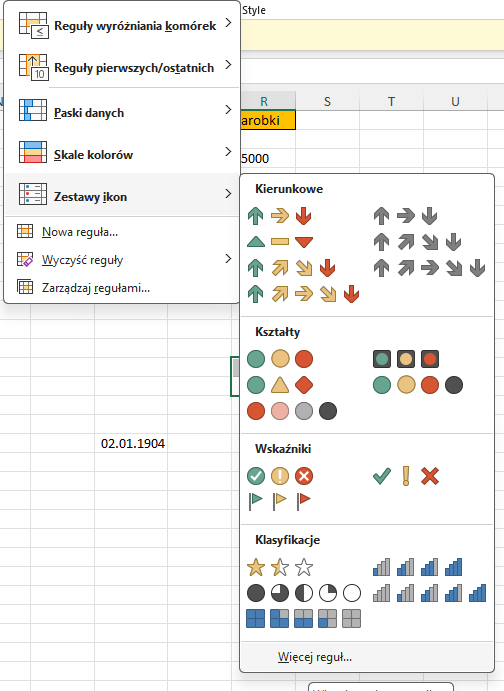 Style
Reguły wyróżniania komórek
Reguły pierwszych/ostatnich
10
Paski danych
Skale kolorów
Zestawy ikon
Nowa reguła...
Wyczyść reguły
Zarządzaj regułami...
R S T U
arobki
5000
Kierunkowe
Kształty
Wskaźniki
Klasyfikacje
Więcej reguł...
02.01.1904